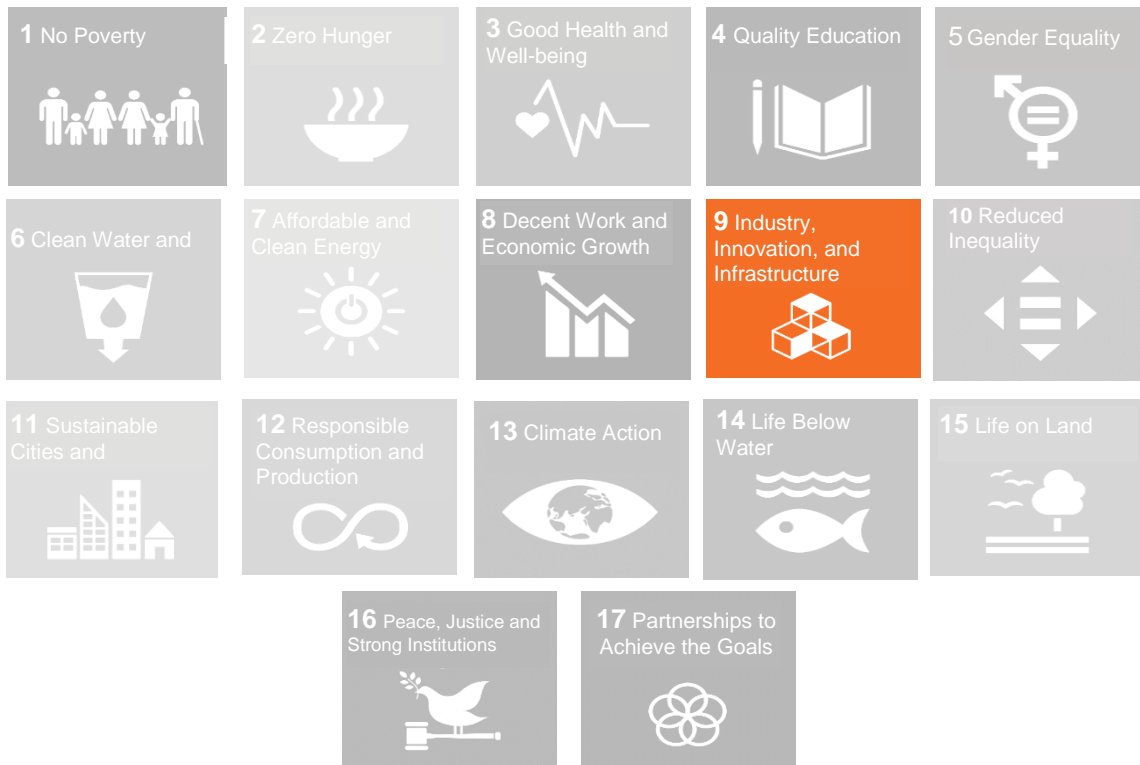 1 No Poverty
2 Zero Hunger
3 Good Health and
Well-being
4 Quality Education
5 Gender Equality
6 Clean Water and
7 Affordable and
Clean Energy
8 Decent Work and
Economic Growth
9 Industry,
Innovation, and
Infrastructure
10 Reduced
Inequality
11 Sustainable
Cities and
12 Responsible
Consumption and
Production
13 Climate Action
14 Life Below
Water
15 Life on Land
16 Peace, Justice and
Strong Institutions
17 Partnerships to
Achieve the Goals